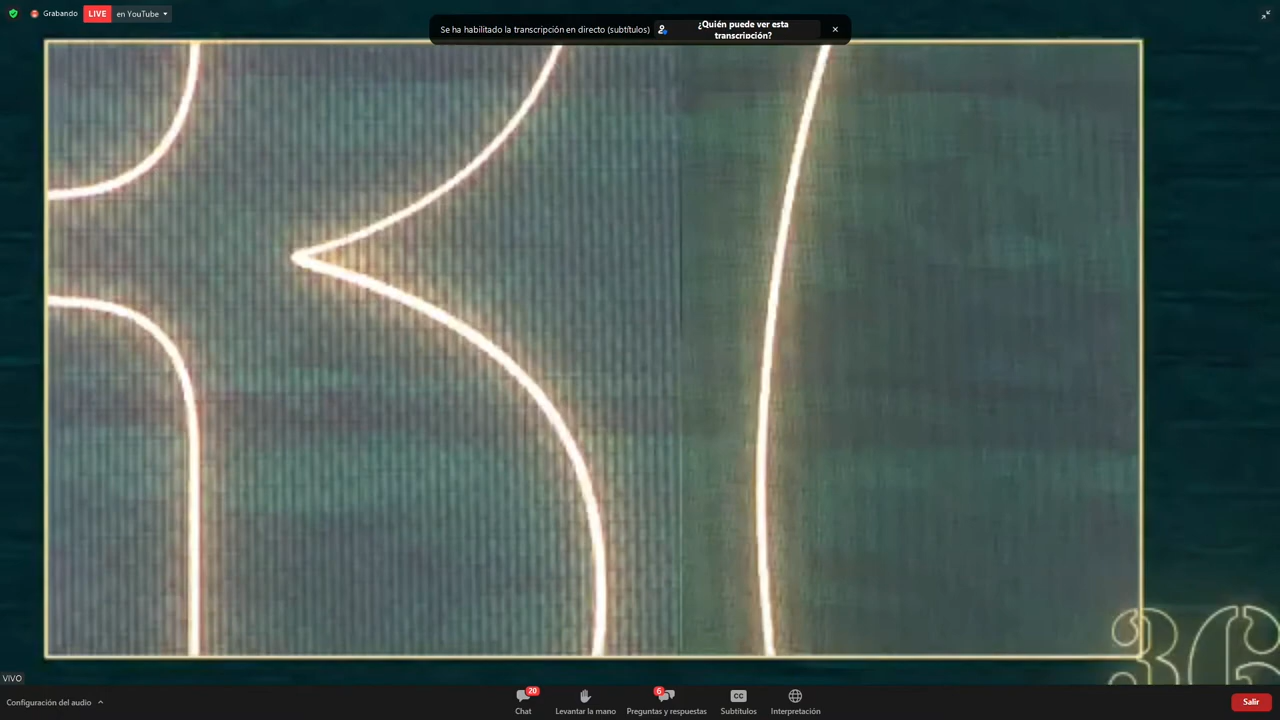 Grabando
LIVE en YouTube
Se ha habilitado la transcripción en directo (subtítulos)
¿Quién puede ver esta
transcripción?
36
VIVO
Configuración del audio
20
Chat
Levantar la mano
6
Preguntas y respuestas
CC
Subtítulos
Interpretación
Salir